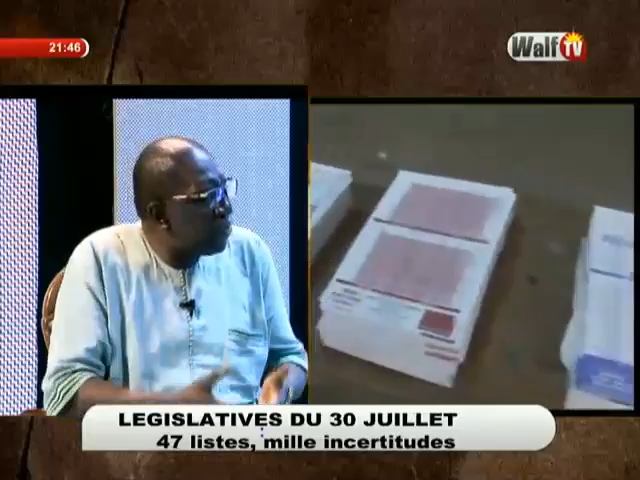 21:46
Walf TV
LEGISLATIVES DU 30 JUILLET
47 listes, mille incertitudes